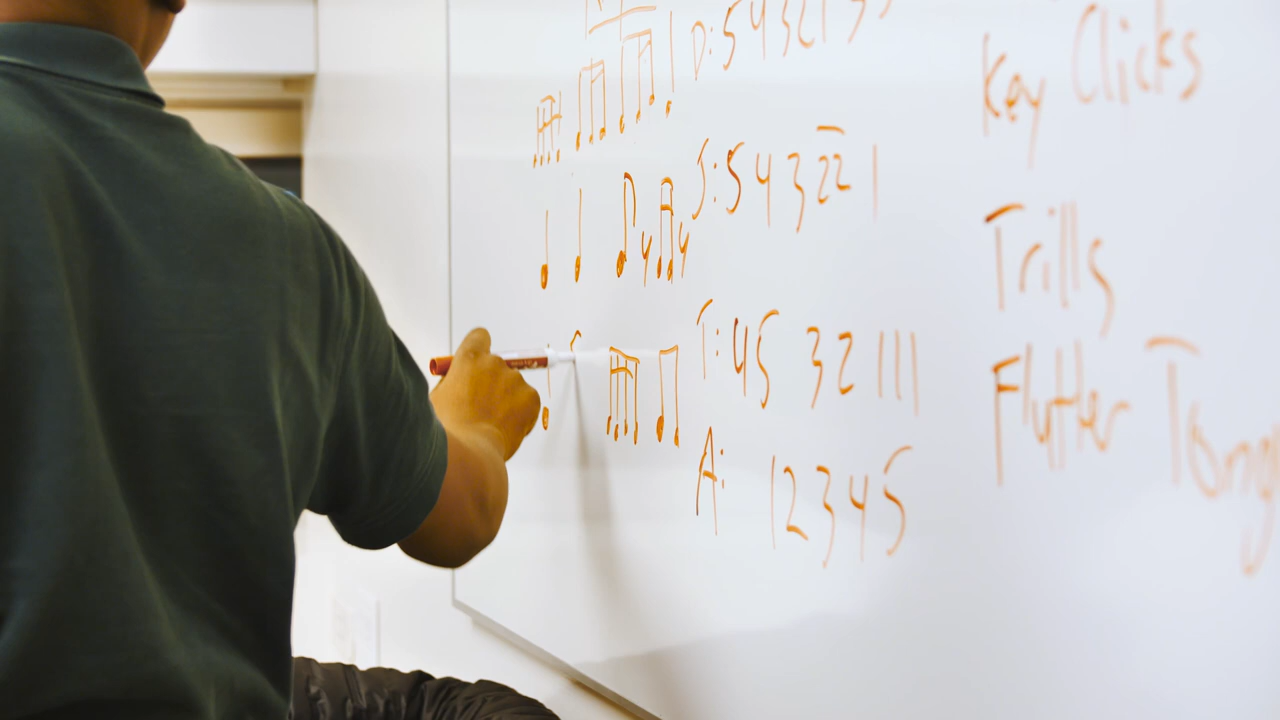 D: 5 4 3 2 1
Key Clicks
J: 5 4 3 2 2 1
Trills
T: 4 5 3 2 1 1 1
Flutter
A: 1 2 3 4 5